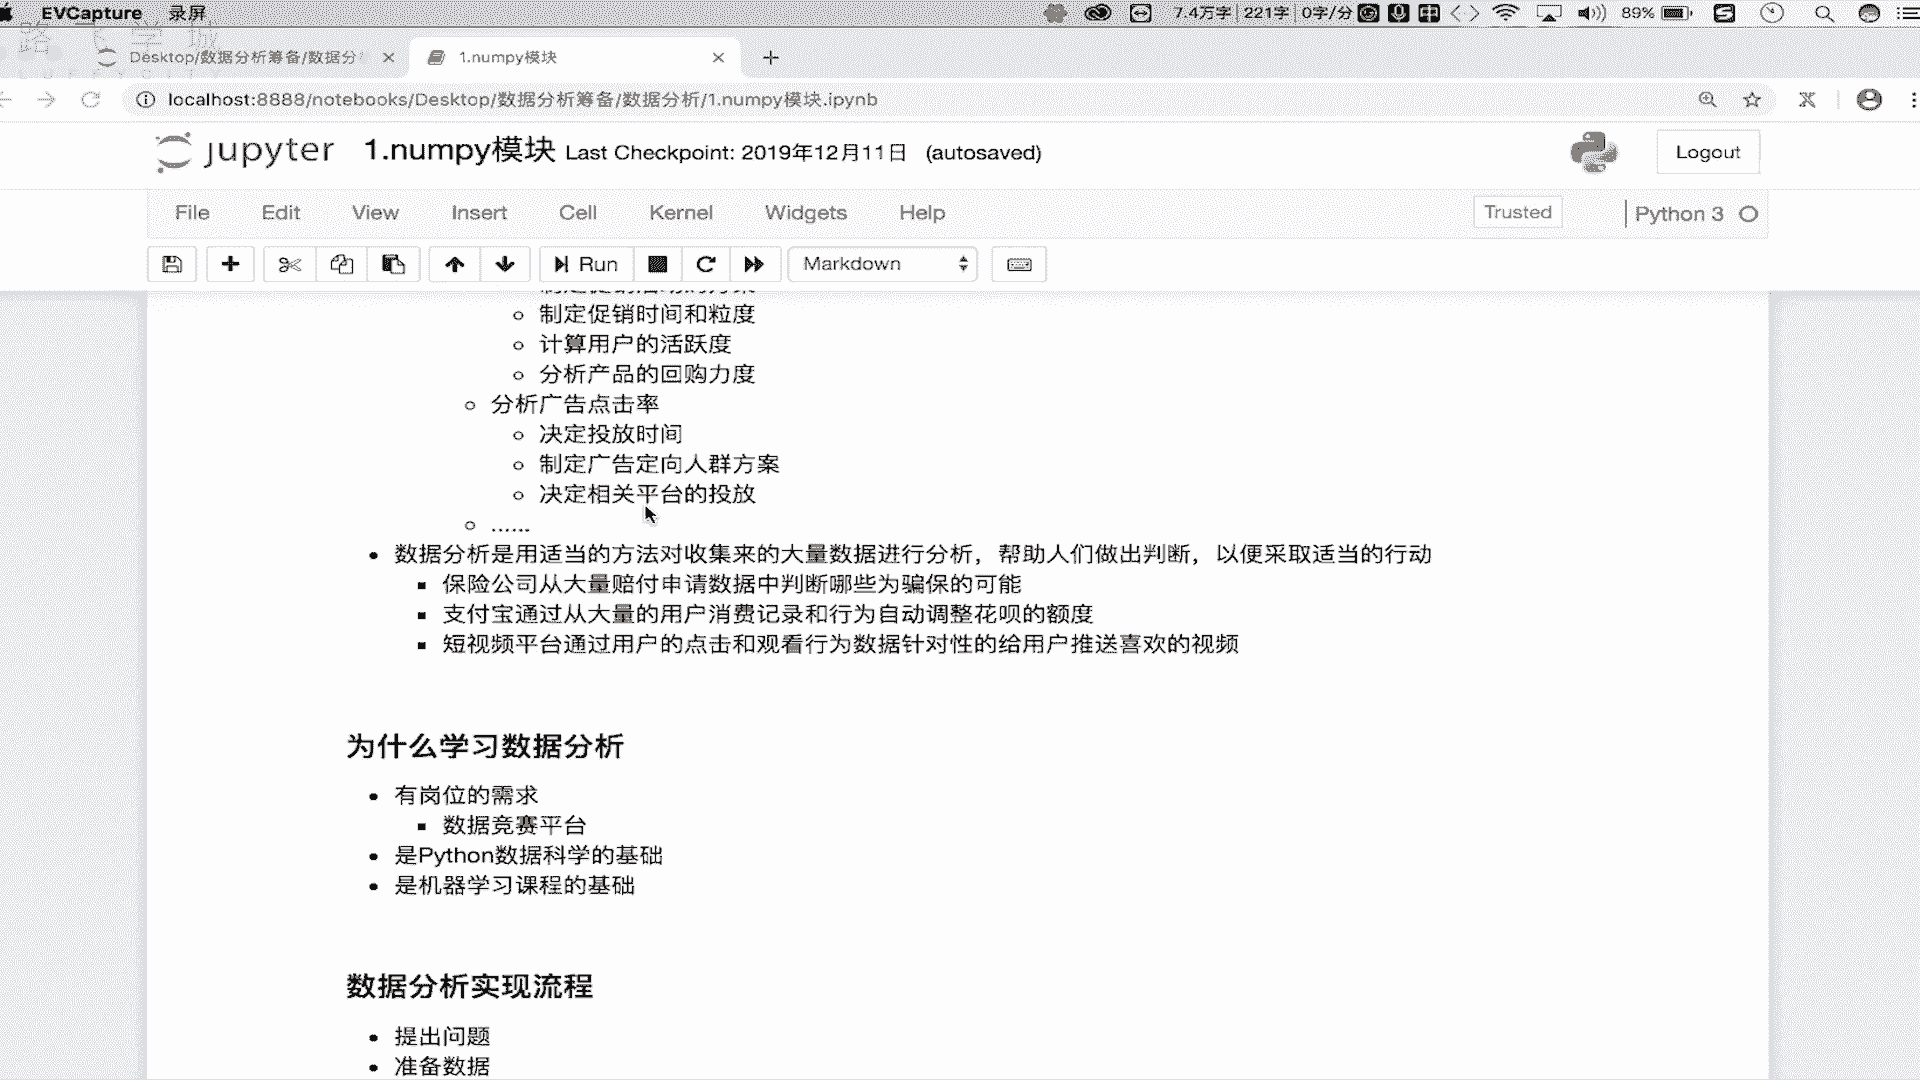 EVCapture 录屏 7.4万字 221字 0字/分 中 89%
Desktop/数据分析筹备/数据分 1.numpy模块
localhost:8888/notebooks/Desktop/数据分析筹备/数据分析/1.numpy模块.ipynb
jupyter 1.numpy模块 Last Checkpoint: 2019年12月11日 (autosaved) Logout
File Edit View Insert Cell Kernel Widgets Help Trusted Python 3
Run Markdown
制定促销时间和粒度
计算用户的活跃度
分析产品的回购力度
分析广告点击率
决定投放时间
制定广告定向人群方案
决定相关平台的投放
......
数据分析是用适当的方法对收集来的大量数据进行分析，帮助人们做出判断，以便采取适当的行动
保险公司从大量赔付申请数据中判断哪些为骗保的可能
支付宝通过从大量的用户消费记录和行为自动调整花呗的额度
短视频平台通过用户的点击和观看行为数据针对性的给用户推送喜欢的视频
为什么学习数据分析
有岗位的需求
数据竞赛平台
是Python数据科学的基础
是机器学习课程的基础
数据分析实现流程
提出问题
准备数据